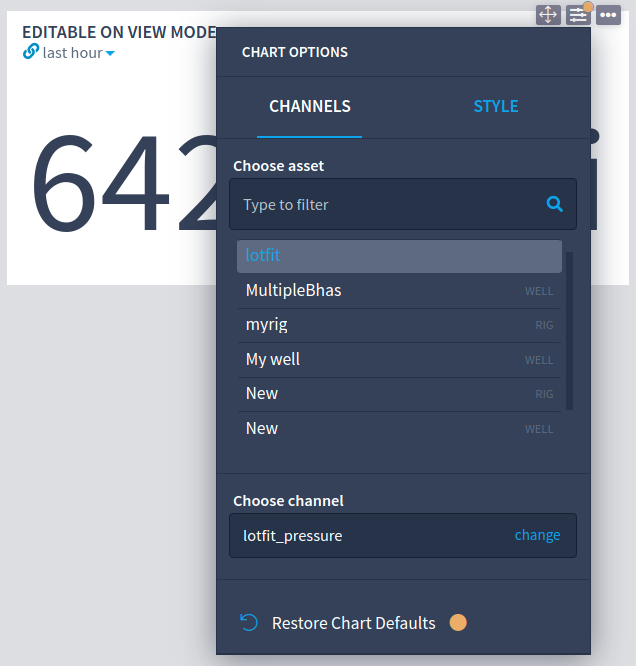 EDITABLE ON VIEW MODE
last hour
642
CHART OPTIONS
CHANNELS STYLE
Choose asset
Type to filter
lotfit
MultipleBhas WELL
myrig RIG
My well WELL
New RIG
New WELL
Choose channel
lotfit_pressure change
Restore Chart Defaults